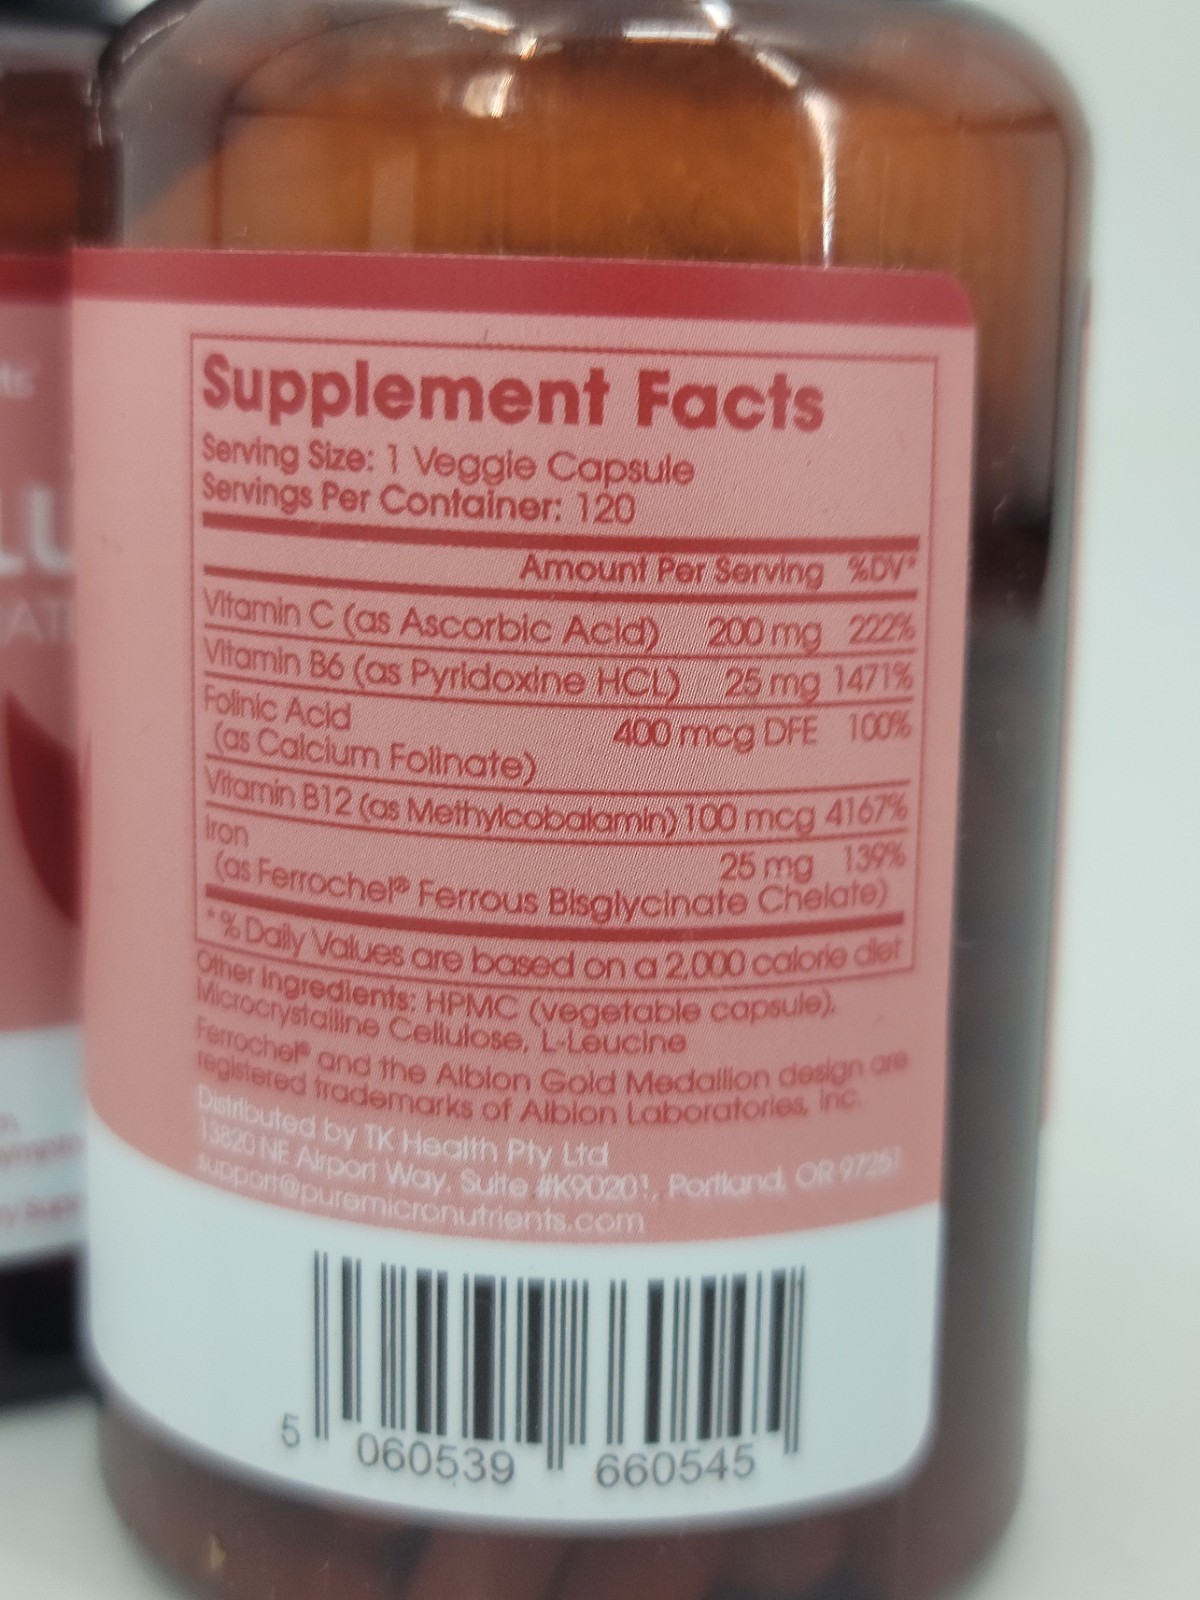 Supplement Facts
Serving Size: 1 Veggie Capsule
Servings Per Container: 120
Amount Per Serving %DV*
Vitamin C (as Ascorbic Acid) 200 mg 222%
Vitamin B6 (as Pyridoxine HCL) 25 mg 1471%
Folinic Acid 400 mcg DFE 100%
(as Calcium Folinate)
Vitamin B12 (as Methylcobalamin) 100 mcg 4167%
Iron 25 mg 139%
(as Ferrochel® Ferrous Bisglycinate Chelate)
*% Daily Values are based on a 2,000 calorie diet
Other Ingredients: HPMC (vegetable capsule),
Microcrystalline Cellulose, L-Leucine
Ferrochel® and the Albion Gold Medallion design are
registered trademarks of Albion Laboratories, Inc.
Distributed by TK Health Pty Ltd
13820 NE Airport Way, Suite #K90201, Portland, OR 97251
support@puremicronutrients.com
5 060539 660545
LU